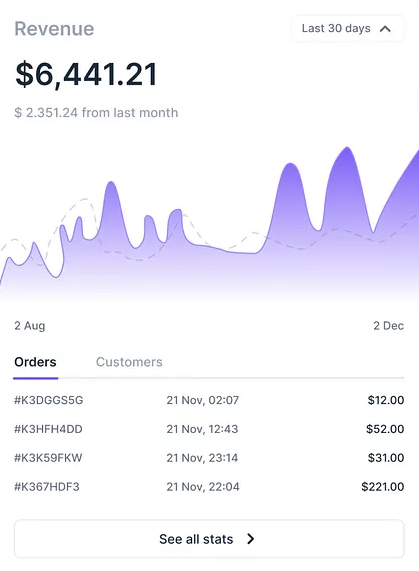 Revenue
Last 30 days
$6,441.21
$ 2.351.24 from last month
2 Aug 2 Dec
Orders Customers
#K3DGGS5G 21 Nov, 02:07 $12.00
#K3HFH4DD 21 Nov, 12:43 $52.00
#K3K59FKW 21 Nov, 23:14 $31.00
#K367HDF3 21 Nov, 22:04 $221.00
See all stats